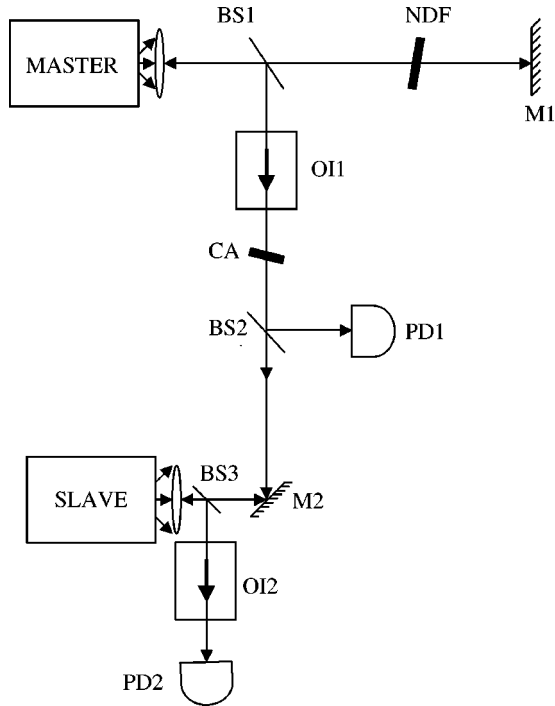 BS1
NDF
MASTER
M1
OI1
CA
BS2
PD1
BS3
SLAVE
M2
OI2
PD2